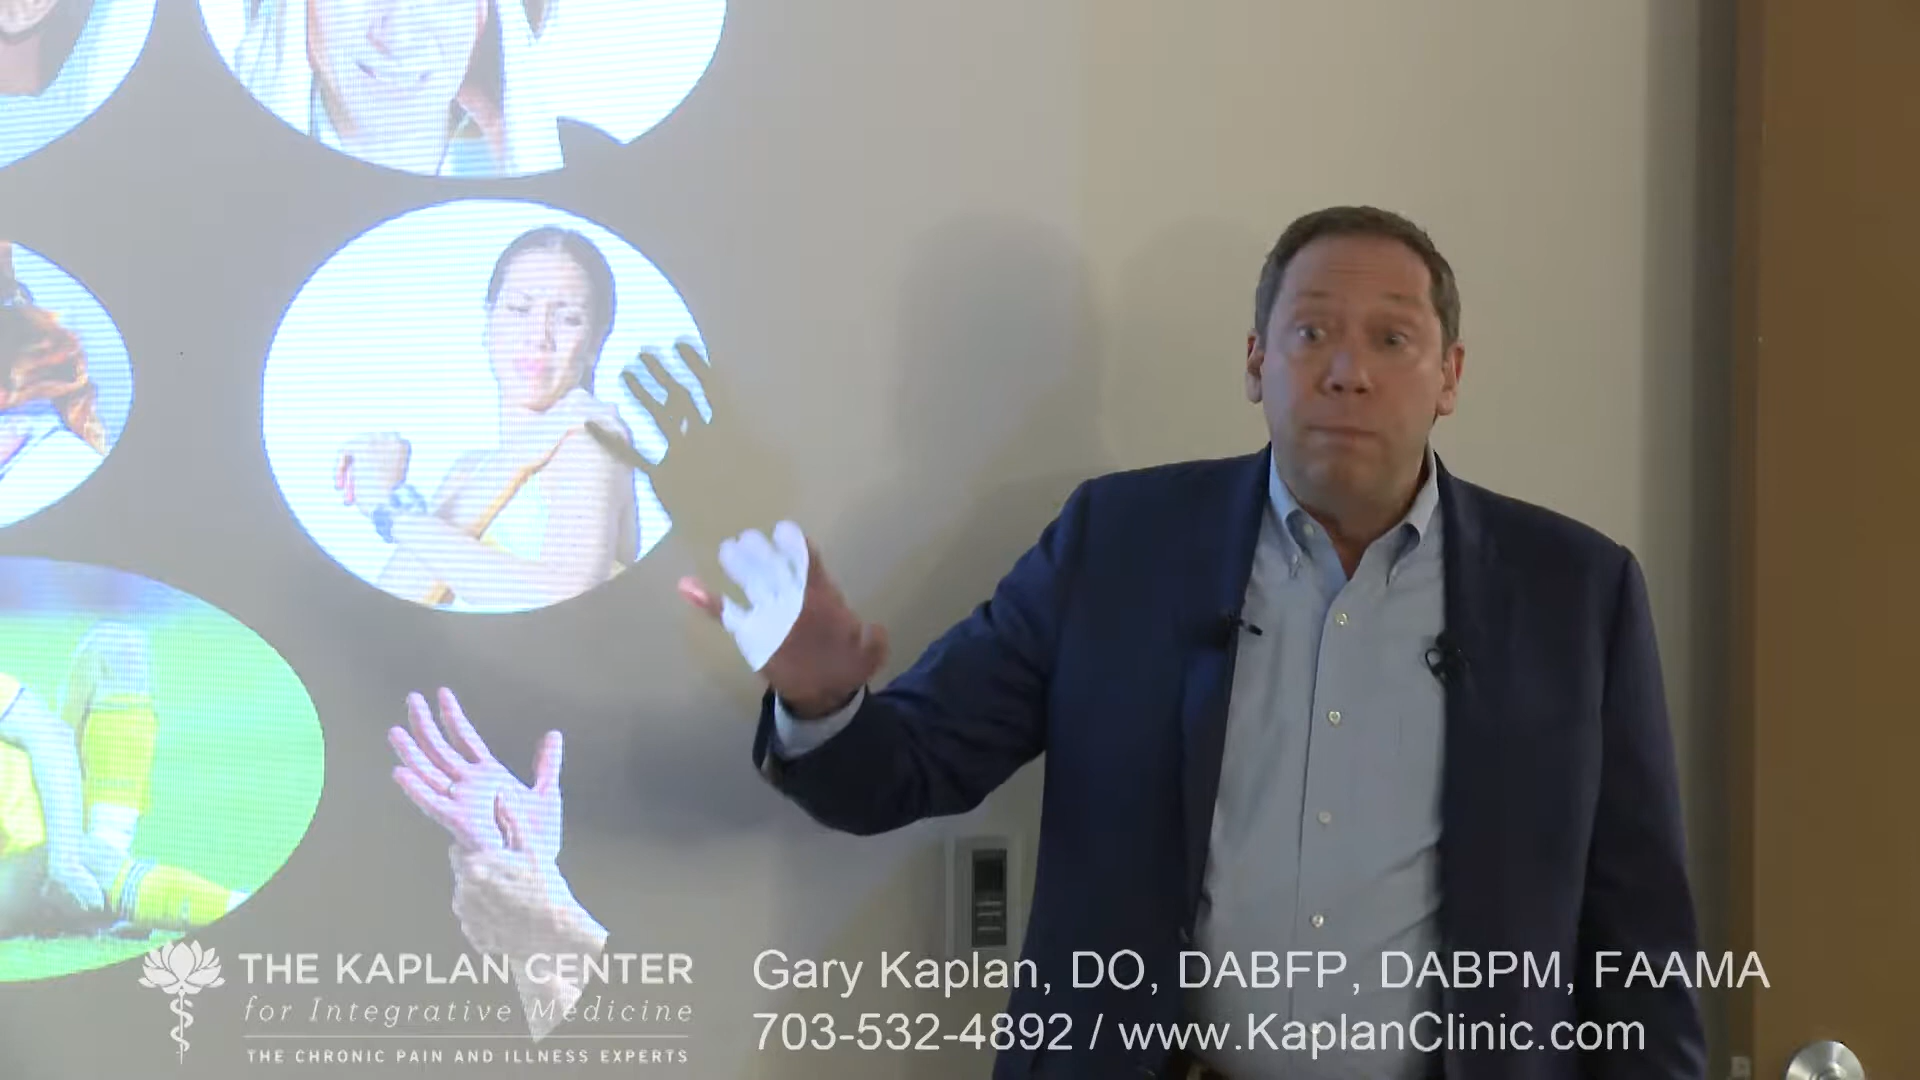 THE KAPLAN CENTER
for Integrative Medicine
THE CHRONIC PAIN AND ILLNESS EXPERTS
Gary Kaplan, DO, DABFP, DABPM, FAAMA
703-532-4892 / www.KaplanClinic.com